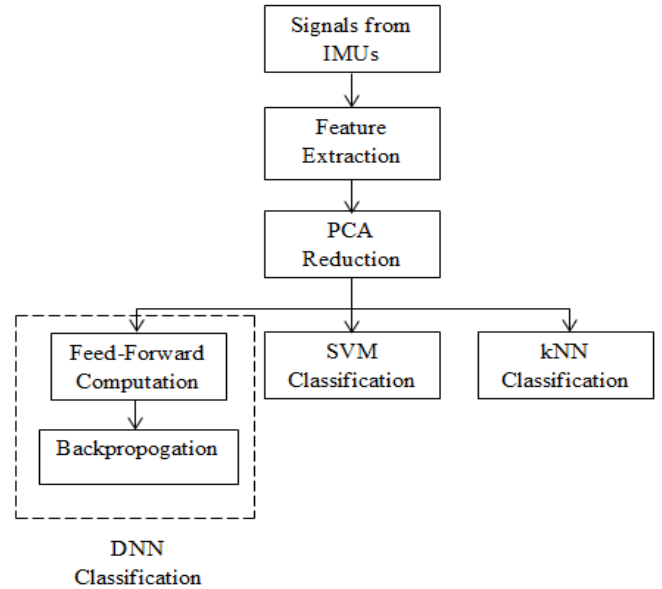 Signals from
IMUs
Feature
Extraction
PCA
Reduction
Feed-Forward
Computation
Backpropogation
DNN
Classification
SVM
Classification
kNN
Classification